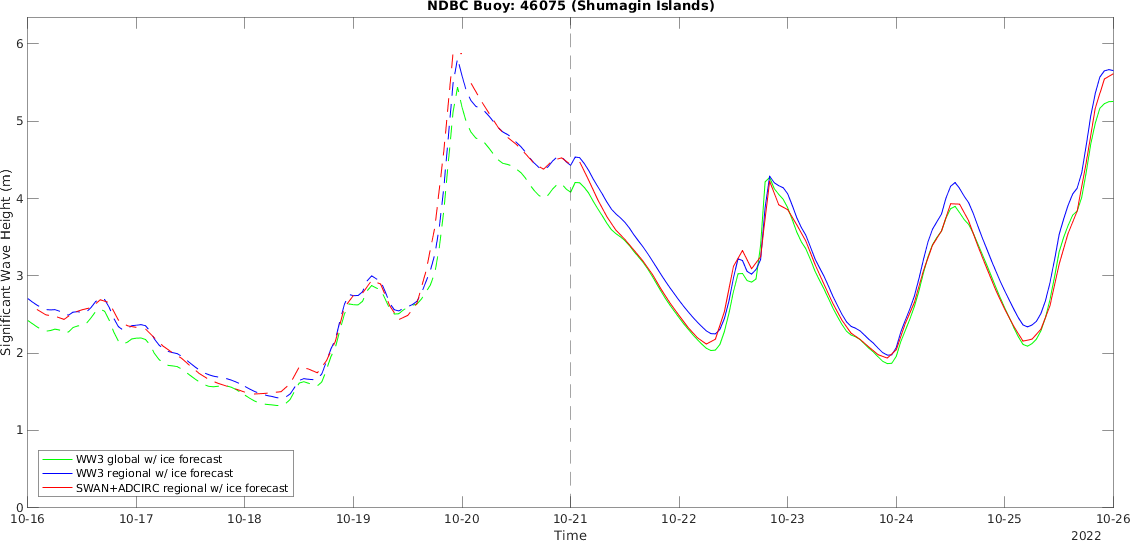 NDBC Buoy: 46075 (Shumagin Islands)
Significant Wave Height (m)
6
5
4
3
2
1
0
WW3 global w/ ice forecast
WW3 regional w/ ice forecast
SWAN+ADCIRC regional w/ ice forecast
10-16 10-17 10-18 10-19 10-20 10-21 10-22 10-23 10-24 10-25 10-26
Time
2022